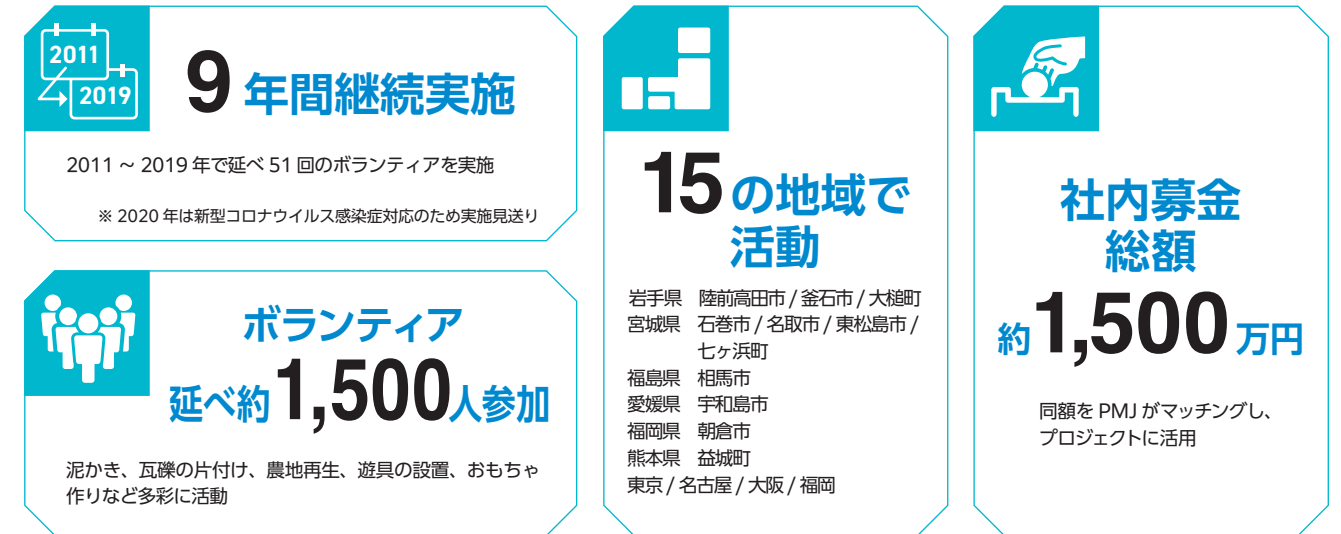 2011
2019
9 年間継続実施
2011 ~ 2019 年で延べ 51 回のボランティアを実施
※ 2020 年は新型コロナウイルス感染症対応のため実施見送り
ボランティア
延べ約1,500人参加
泥かき、瓦礫の片付け、農地再生、遊具の設置、おもちゃ
作りなど多彩に活動
15の地域で
活動
岩手県 陸前高田市 / 釜石市 / 大槌町
宮城県 石巻市 / 名取市 / 東松島市 /
七ヶ浜町
福島県 相馬市
愛媛県 宇和島市
福岡県 朝倉市
熊本県 益城町
東京 / 名古屋 / 大阪 / 福岡
社内募金
総額
約1,500万円
同額を PMJ がマッチングし、
プロジェクトに活用